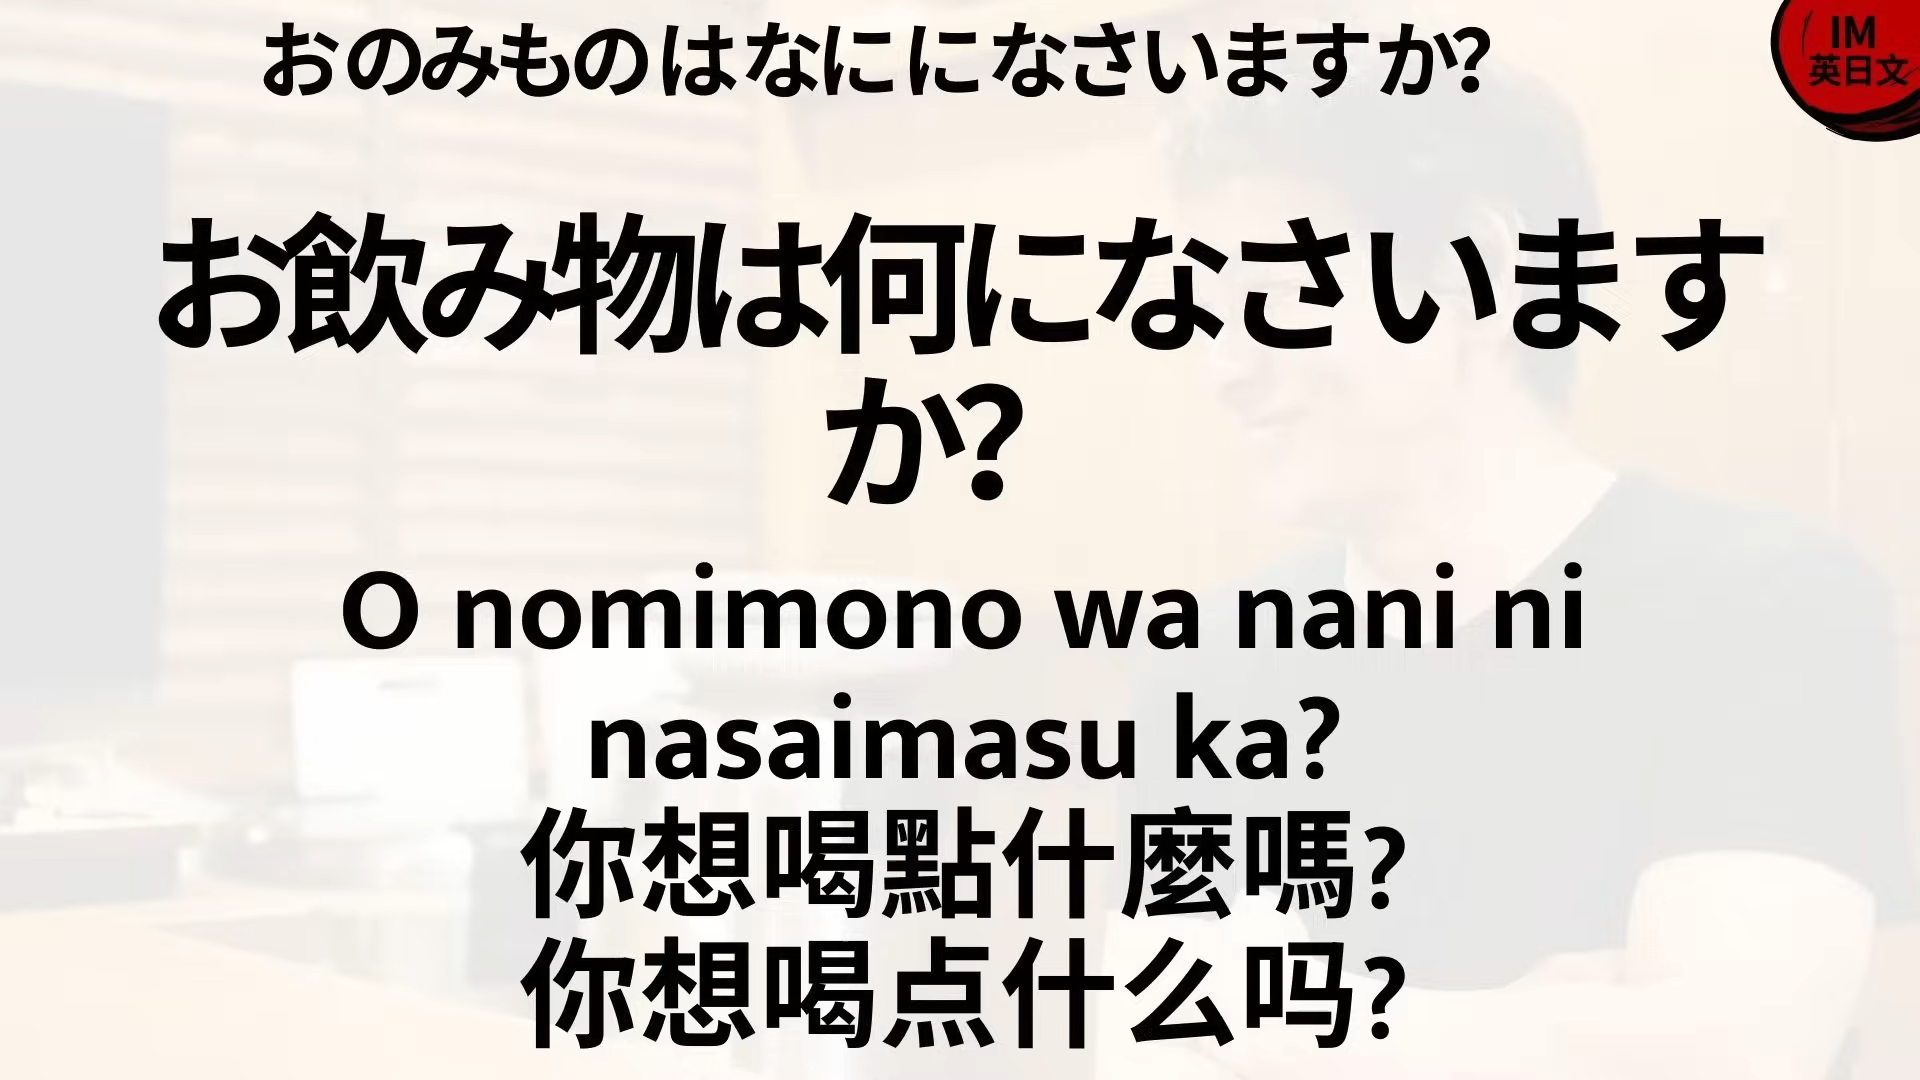 おのみものはなにになさいますか？
IM
英日文
お飲み物は何になさいます
か？
O nomimono wa nani ni
nasaimasu ka?
你想喝點什麼嗎?
你想喝点什么吗?